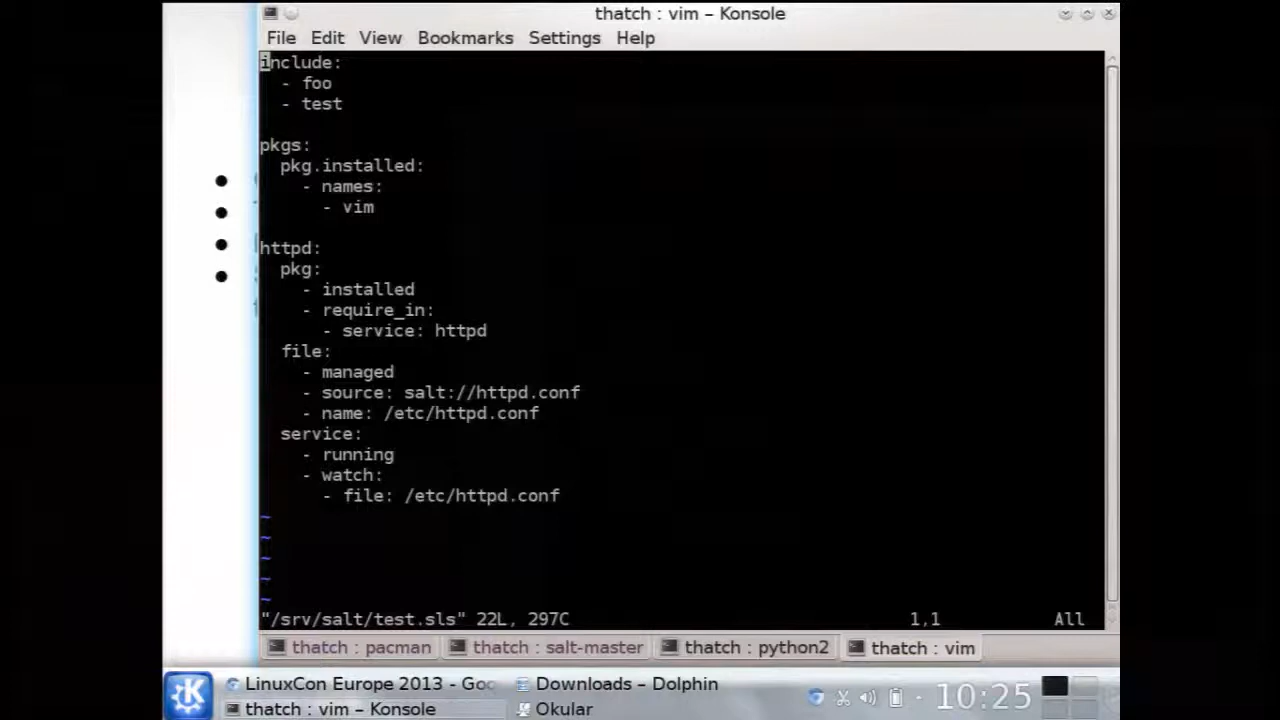 thatch : vim – Konsole
File Edit View Bookmarks Settings Help
include:
  - foo
  - test
pkgs:
  pkg.installed:
    - names:
      - vim
httpd:
  pkg:
    - installed
    - require_in:
      - service: httpd
  file:
    - managed
    - source: salt://httpd.conf
    - name: /etc/httpd.conf
  service:
    - running
    - watch:
      - file: /etc/httpd.conf
~
~
~
~
~
"/srv/salt/test.sls" 22L, 297C 1,1 All
thatch : pacman thatch : salt-master thatch : python2 thatch : vim
LinuxCon Europe 2013 - Goo Downloads – Dolphin
thatch : vim – Konsole Okular
10:25